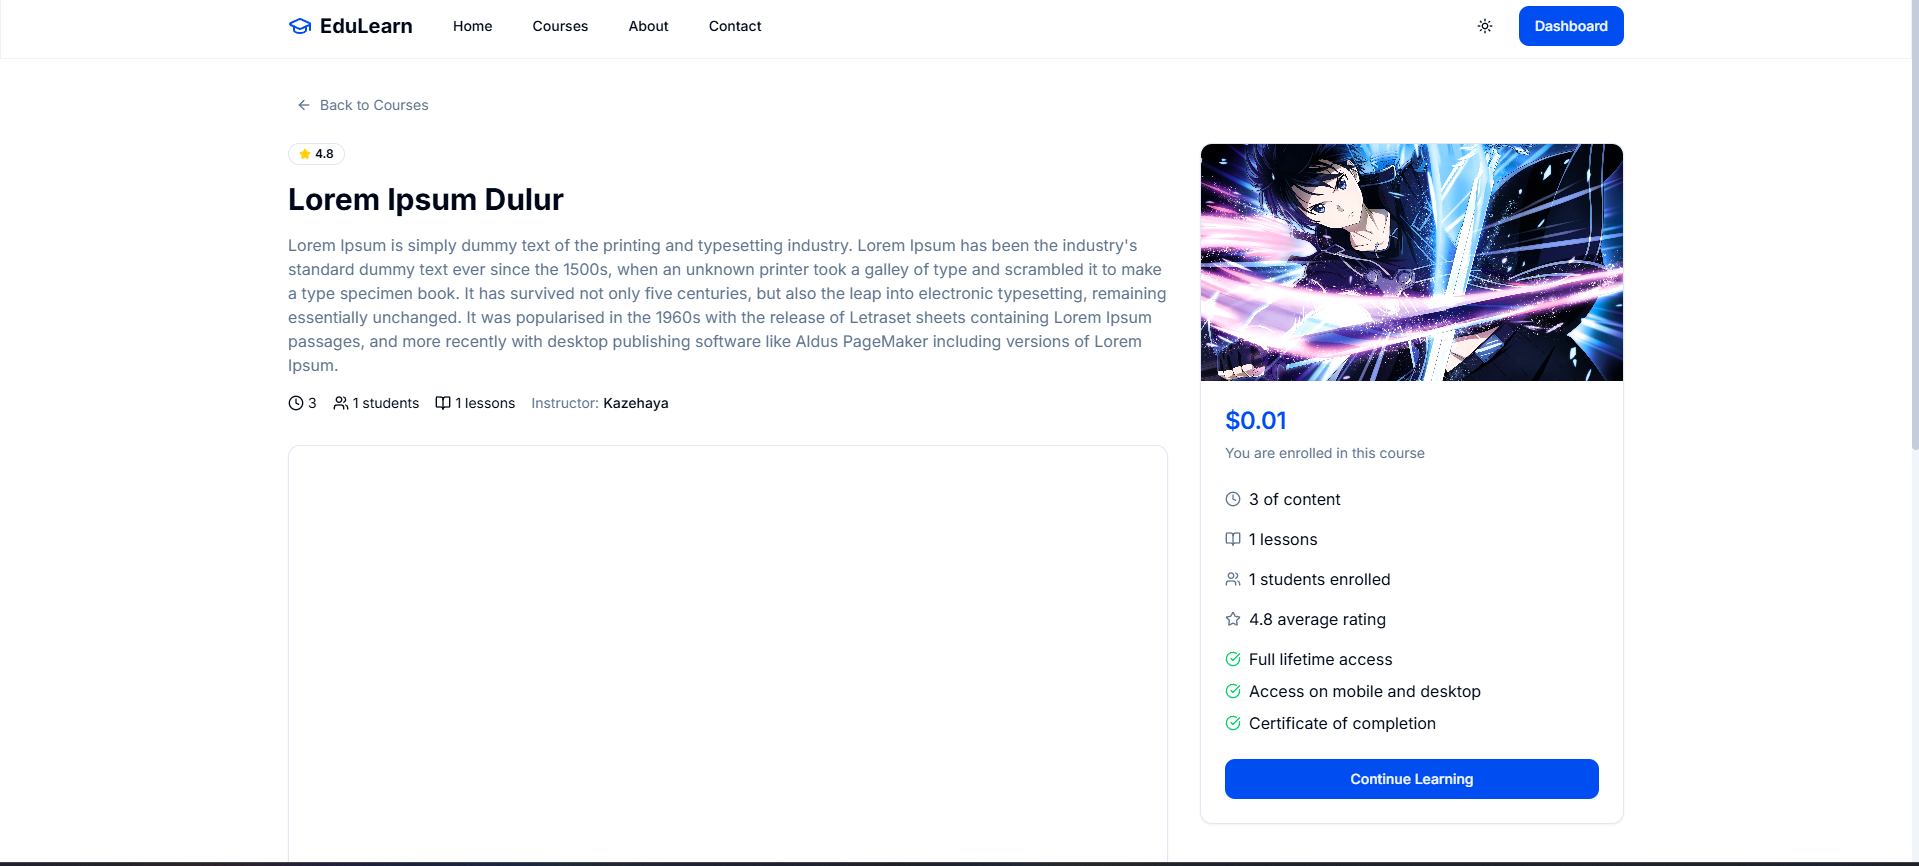 EduLearn
Home
Courses
About
Contact
Dashboard
Back to Courses
4.8
Lorem Ipsum Dulur
Lorem Ipsum is simply dummy text of the printing and typesetting industry. Lorem Ipsum has been the industry's
standard dummy text ever since the 1500s, when an unknown printer took a galley of type and scrambled it to make
a type specimen book. It has survived not only five centuries, but also the leap into electronic typesetting, remaining
essentially unchanged. It was popularised in the 1960s with the release of Letraset sheets containing Lorem Ipsum
passages, and more recently with desktop publishing software like Aldus PageMaker including versions of Lorem
Ipsum.
3
1 students
1 lessons
Instructor: Kazehaya
$0.01
You are enrolled in this course
3 of content
1 lessons
1 students enrolled
4.8 average rating
Full lifetime access
Access on mobile and desktop
Certificate of completion
Continue Learning